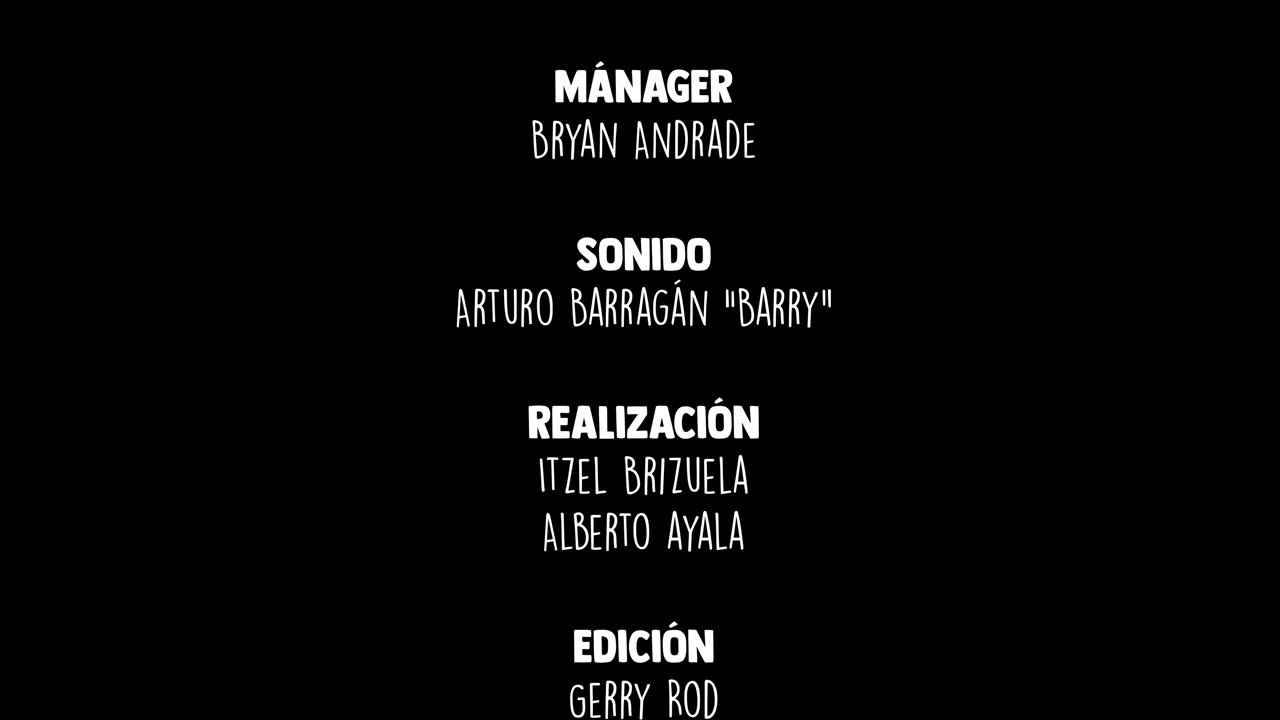 MÁNAGER
BRYAN ANDRADE
SONIDO
ARTURO BARRAGÁN "BARRY"
REALIZACIÓN
ITZEL BRIZUELA
ALBERTO AYALA
EDICIÓN
GERRY ROD